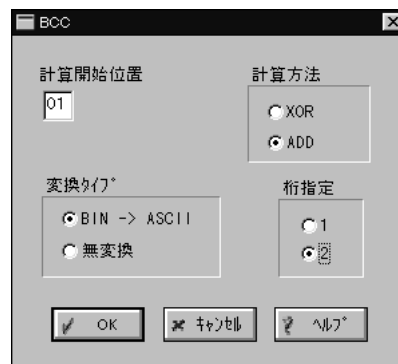 BCC
計算開始位置
01
計算方法
XOR
ADD
変換ﾀｲﾌﾟ
BIN -> ASCII
無変換
桁指定
1
2
OK
ｷｬﾝｾﾙ
ﾍﾙﾌﾟ